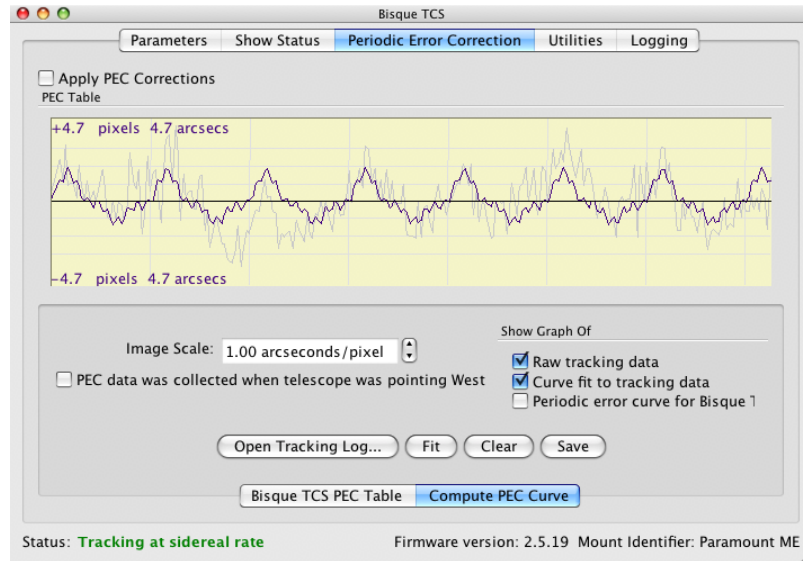 Bisque TCS
Parameters Show Status Periodic Error Correction Utilities Logging
Apply PEC Corrections
PEC Table
+4.7 pixels 4.7 arcsecs
-4.7 pixels 4.7 arcsecs
Image Scale: 1.00 arcseconds/pixel
PEC data was collected when telescope was pointing West
Show Graph Of
Raw tracking data
Curve fit to tracking data
Periodic error curve for Bisque T
Open Tracking Log... Fit Clear Save
Bisque TCS PEC Table Compute PEC Curve
Status: Tracking at sidereal rate Firmware version: 2.5.19 Mount Identifier: Paramount ME